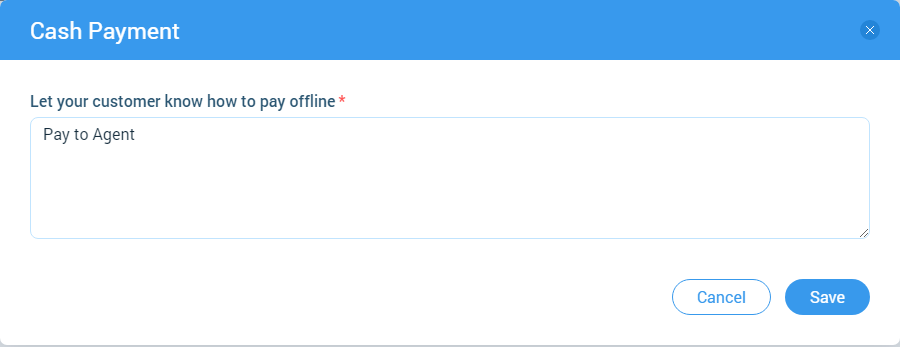 Cash Payment
Let your customer know how to pay offline *
Pay to Agent
Cancel Save